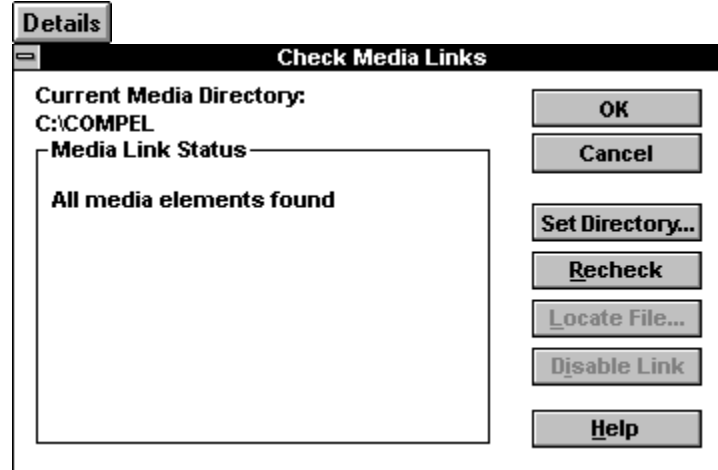 Details
Check Media Links
Current Media Directory:
C:\COMPEL
Media Link Status
All media elements found
OK
Cancel
Set Directory...
Recheck
Locate File...
Disable Link
Help